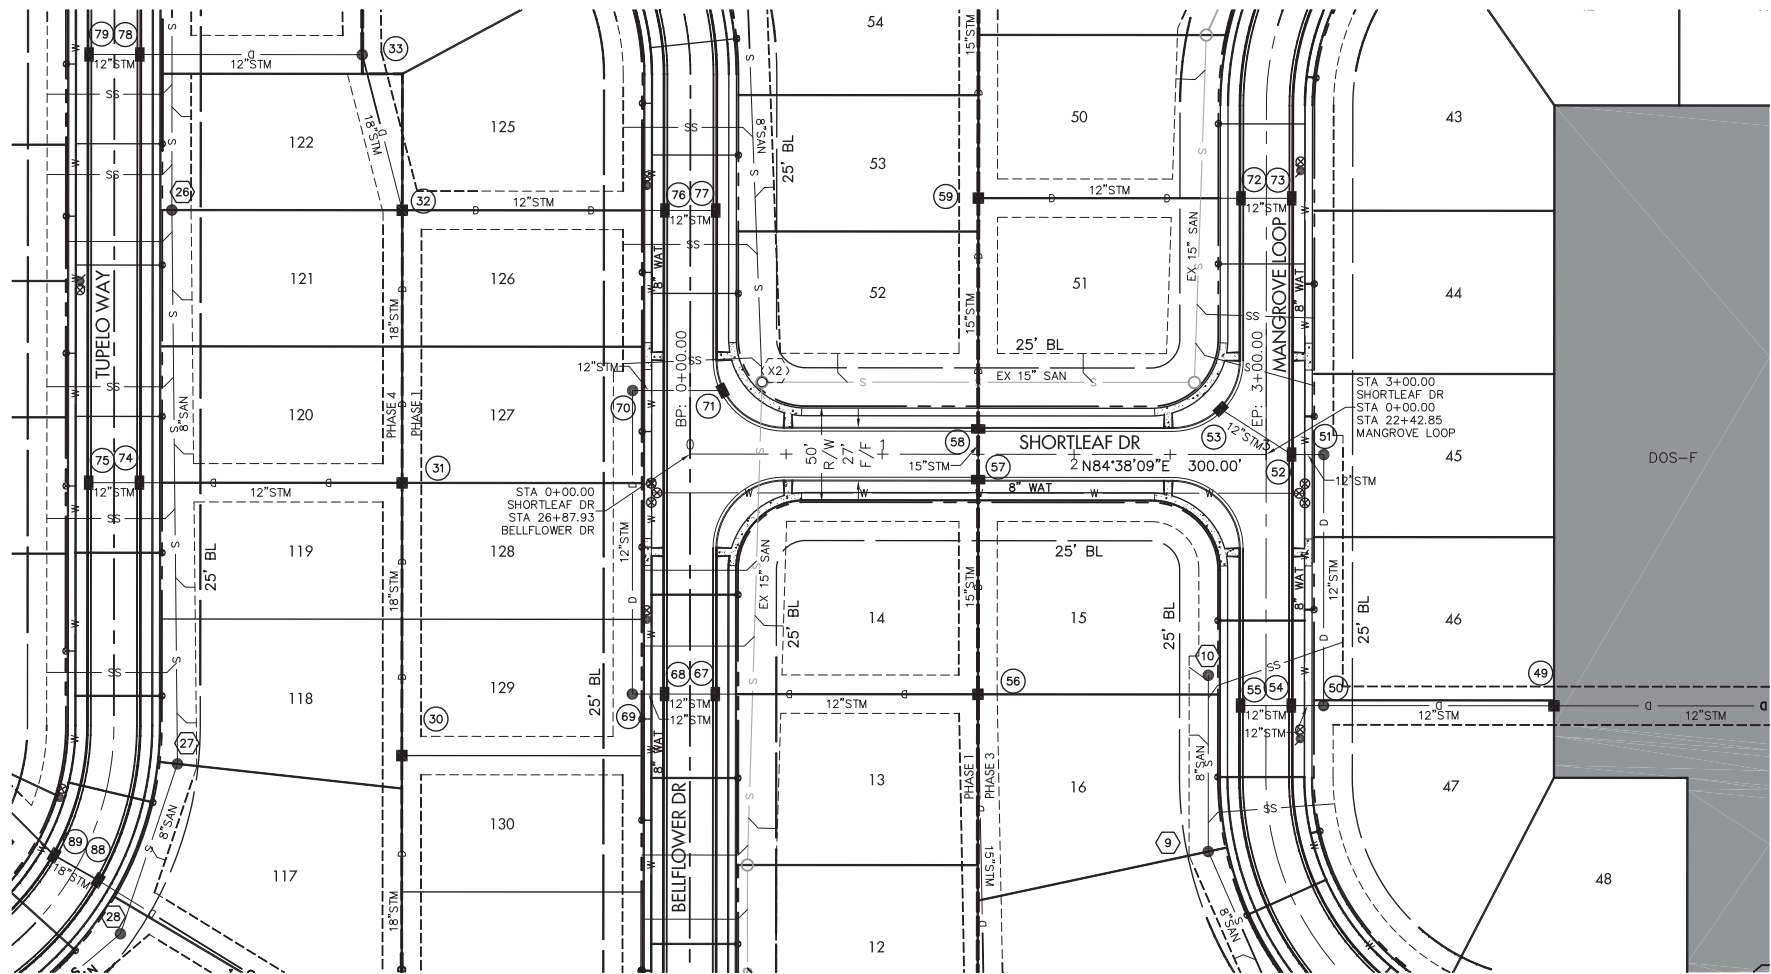 54
79 78
33
12"STM
12"STM
15"STM
SS
18"STM
8"SAN
122
125
50
43
25' BL
53
26
32
12"STM
76 77
12"STM
59
12"STM
72 73
12"STM
TUPELO WAY
121
126
8" WAT
52
51
EX 15" SAN
MANGROVE LOOP
8" WAT
44
18"STM
15"STM
BP: 0+00.00
25' BL
EP: 3+00.00
12"STM
X2
EX 15" SAN
STA 3+00.00
SHORTLEAF DR
STA 0+00.00
STA 22+42.85
MANGROVE LOOP
8"SAN
120
PHASE 4
PHASE 1
127
70
71
50'
R/W
27'
F/F
0
1
2
3
58
SHORTLEAF DR
53
12"STM
51
52
45
DOS-F
75 74
31
15"STM
57
N84°38'09"E 300.00'
12"STM
12"STM
12"STM
8" WAT
STA 0+00.00
SHORTLEAF DR
STA 26+87.93
BELLFLOWER DR
12"STM
119
25' BL
128
18"STM
EX 15" SAN
25' BL
15"STM
25' BL
8" WAT
12"STM
14
25' BL
15
25' BL
10
46
118
129
25' BL
68 67
12"STM
12"STM
69
12"STM
56
55 54
12"STM
12"STM
50
49
12"STM
12"STM
27
30
8" WAT
8"SAN
13
PHASE 1
PHASE 3
16
8"SAN
47
89 88
18"STM
8"SAN
130
BELLFLOWER DR
15"STM
9
117
28
18"STM
12
8"SAN
48